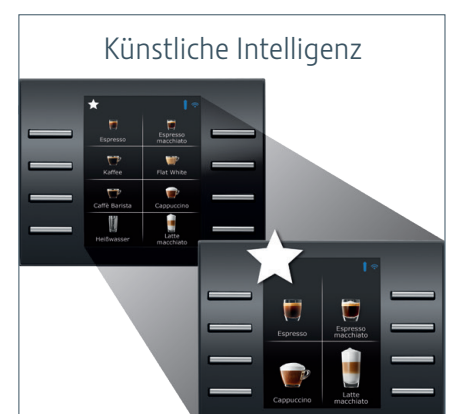 Künstliche Intelligenz
Espresso
Espresso
macchiato
Kaffee
Flat White
Caffè Barista
Cappuccino
Heißwasser
Latte
macchiato
Espresso
Espresso
macchiato
Cappuccino
Latte
macchiato